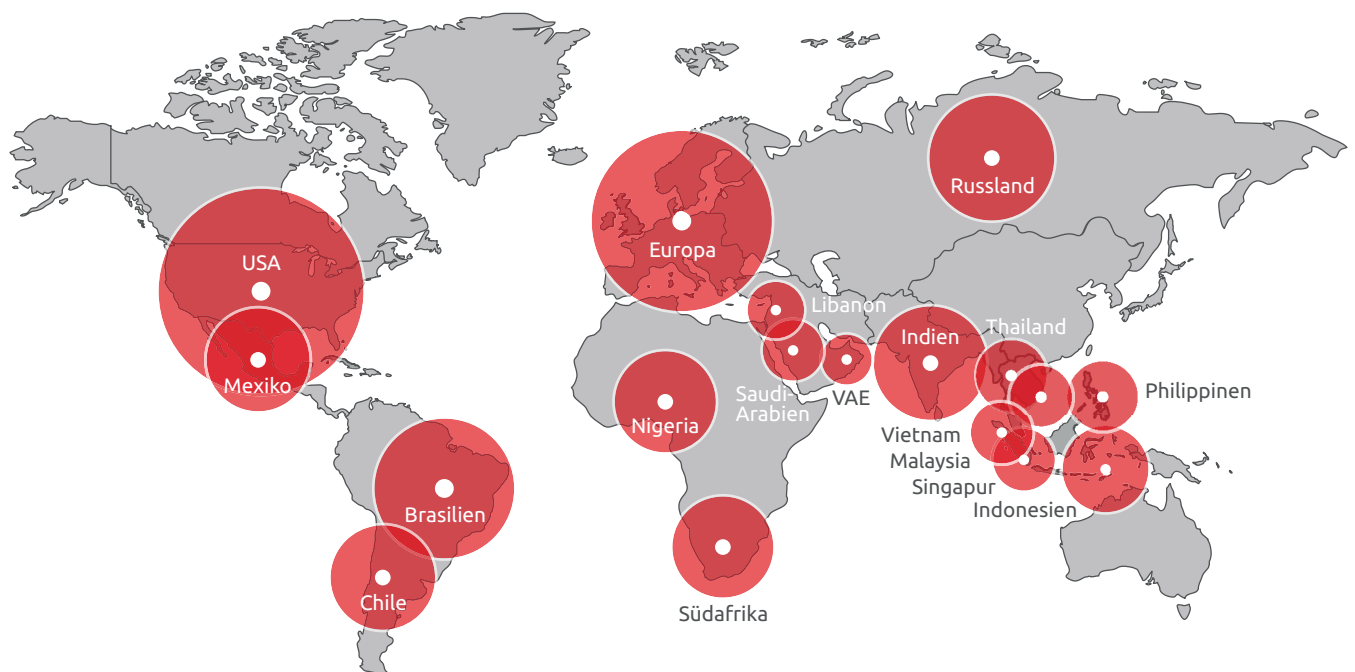 Russland
Europa
USA
Libanon
Thailand
Indien
Mexiko
Saudi-
Arabien
VAE
Philippinen
Nigeria
Vietnam
Malaysia
Singapur
Indonesien
Brasilien
Chile
Südafrika